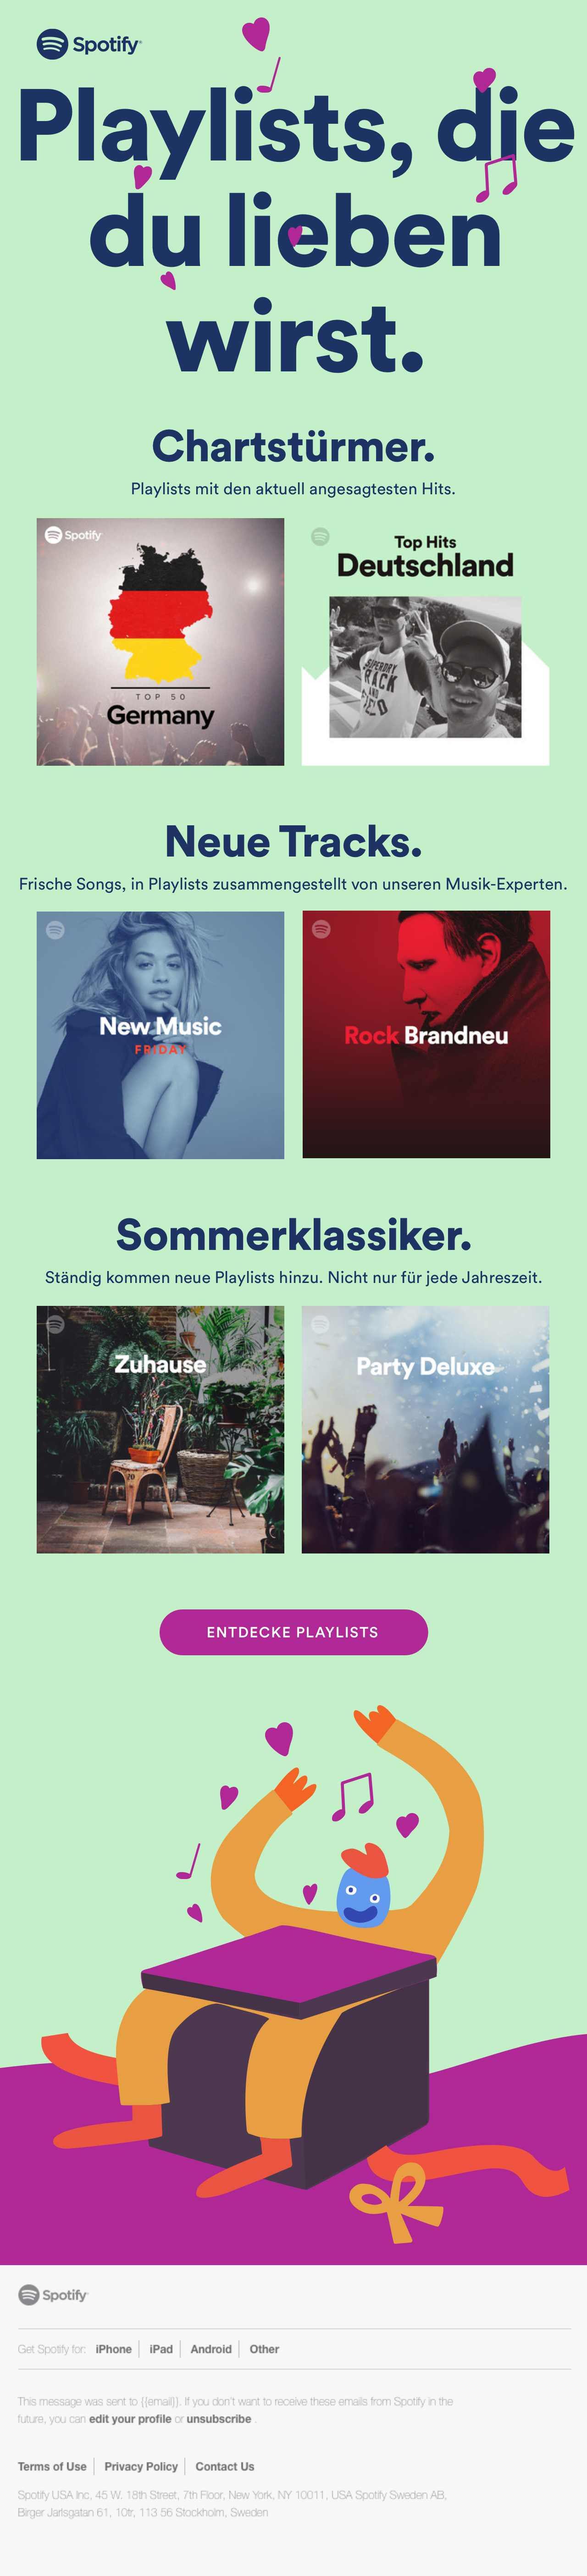 Spotify®
Playlists, die
du lieben
wirst.
Chartstürmer.
Playlists mit den aktuell angesagtesten Hits.
Spotify
TOP 50
Germany
Top Hits
Deutschland
SUPERDRY
TRACK
AND
FIELD
Neue Tracks.
Frische Songs, in Playlists zusammengestellt von unseren Musik-Experten.
New Music
FRIDAY
Rock Brandneu
Sommerklassiker.
Ständig kommen neue Playlists hinzu. Nicht nur für jede Jahreszeit.
Zuhause
20
Party Deluxe
ENTDECKE PLAYLISTS
Spotify®
Get Spotify for: iPhone iPad Android Other
This message was sent to {{email}}. If you don't want to receive these emails from Spotify in the
future, you can edit your profile or unsubscribe .
Terms of Use Privacy Policy Contact Us
Spotify USA Inc, 45 W. 18th Street, 7th Floor, New York, NY 10011, USA Spotify Sweden AB,
Birger Jarlsgatan 61, 10tr, 113 56 Stockholm, Sweden